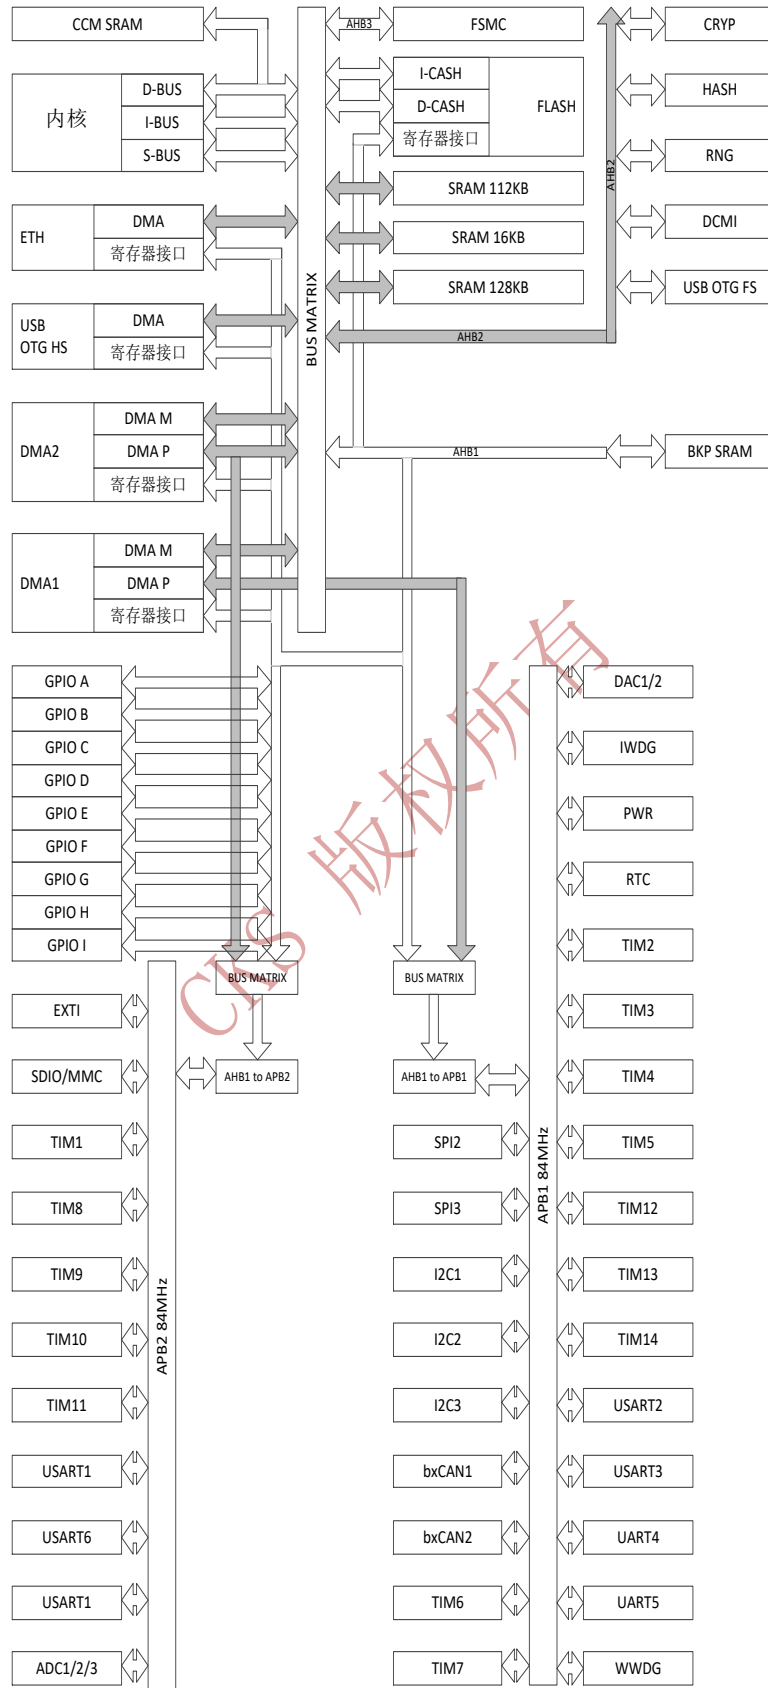 CCM SRAM
AHB3
FSMC
CRYP
内核
D-BUS
I-BUS
S-BUS
I-CASH
D-CASH
寄存器接口
FLASH
HASH
RNG
AHB2
SRAM 112KB
ETH
DMA
寄存器接口
SRAM 16KB
DCMI
SRAM 128KB
USB OTG FS
BUS MATRIX
USB
OTG HS
DMA
寄存器接口
AHB2
DMA2
DMA M
DMA P
寄存器接口
AHB1
BKP SRAM
DMA1
DMA M
DMA P
寄存器接口
GPIO A
GPIO B
GPIO C
GPIO D
GPIO E
GPIO F
GPIO G
GPIO H
GPIO I
BUS MATRIX
BUS MATRIX
AHB1 to APB2
AHB1 to APB1
EXTI
SDIO/MMC
TIM1
TIM8
TIM9
TIM10
TIM11
USART1
USART6
USART1
ADC1/2/3
APB2 84MHz
SPI2
SPI3
I2C1
I2C2
I2C3
bxCAN1
bxCAN2
TIM6
TIM7
APB1 84MHz
DAC1/2
IWDG
PWR
RTC
TIM2
TIM3
TIM4
TIM5
TIM12
TIM13
TIM14
USART2
USART3
UART4
UART5
WWDG
CKS 版权所有